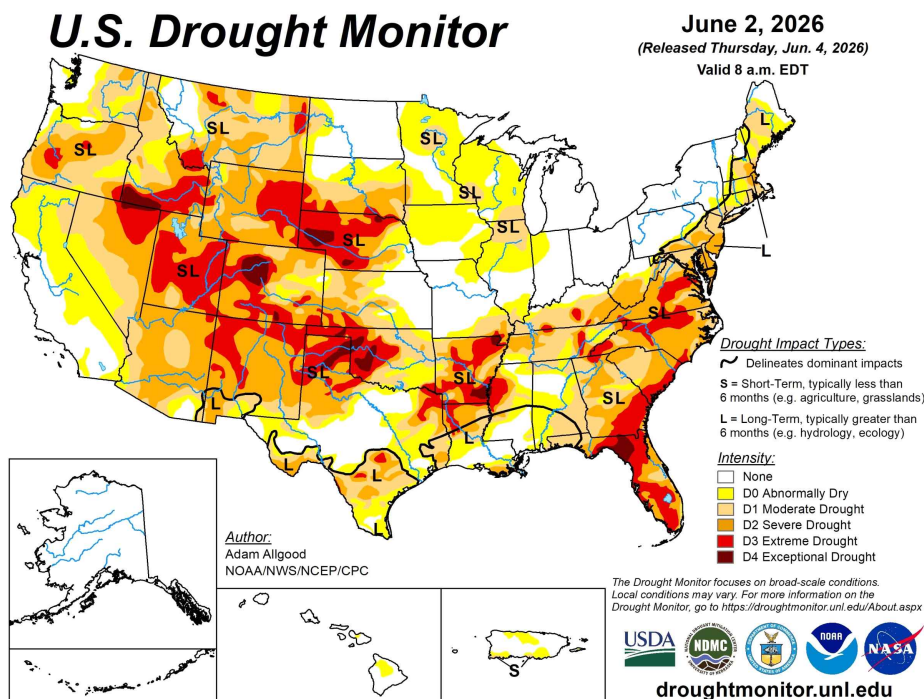 U.S. Drought Monitor
June 2, 2026
(Released Thursday, Jun. 4, 2026)
Valid 8 a.m. EDT
SL
SL
SL
L
SL
SL
SL
SL
L
SL
SL
SL
SL
L
L
L
L
L
Drought Impact Types:
Delineates dominant impacts
S = Short-Term, typically less than
6 months (e.g. agriculture, grasslands)
L = Long-Term, typically greater than
6 months (e.g. hydrology, ecology)
Intensity:
None
D0 Abnormally Dry
D1 Moderate Drought
D2 Severe Drought
D3 Extreme Drought
D4 Exceptional Drought
Author:
Adam Allgood
NOAA/NWS/NCEP/CPC
S
The Drought Monitor focuses on broad-scale conditions.
Local conditions may vary. For more information on the
Drought Monitor, go to https://droughtmonitor.unl.edu/About.aspx
USDA
NDMC
NOAA
NASA
droughtmonitor.unl.edu